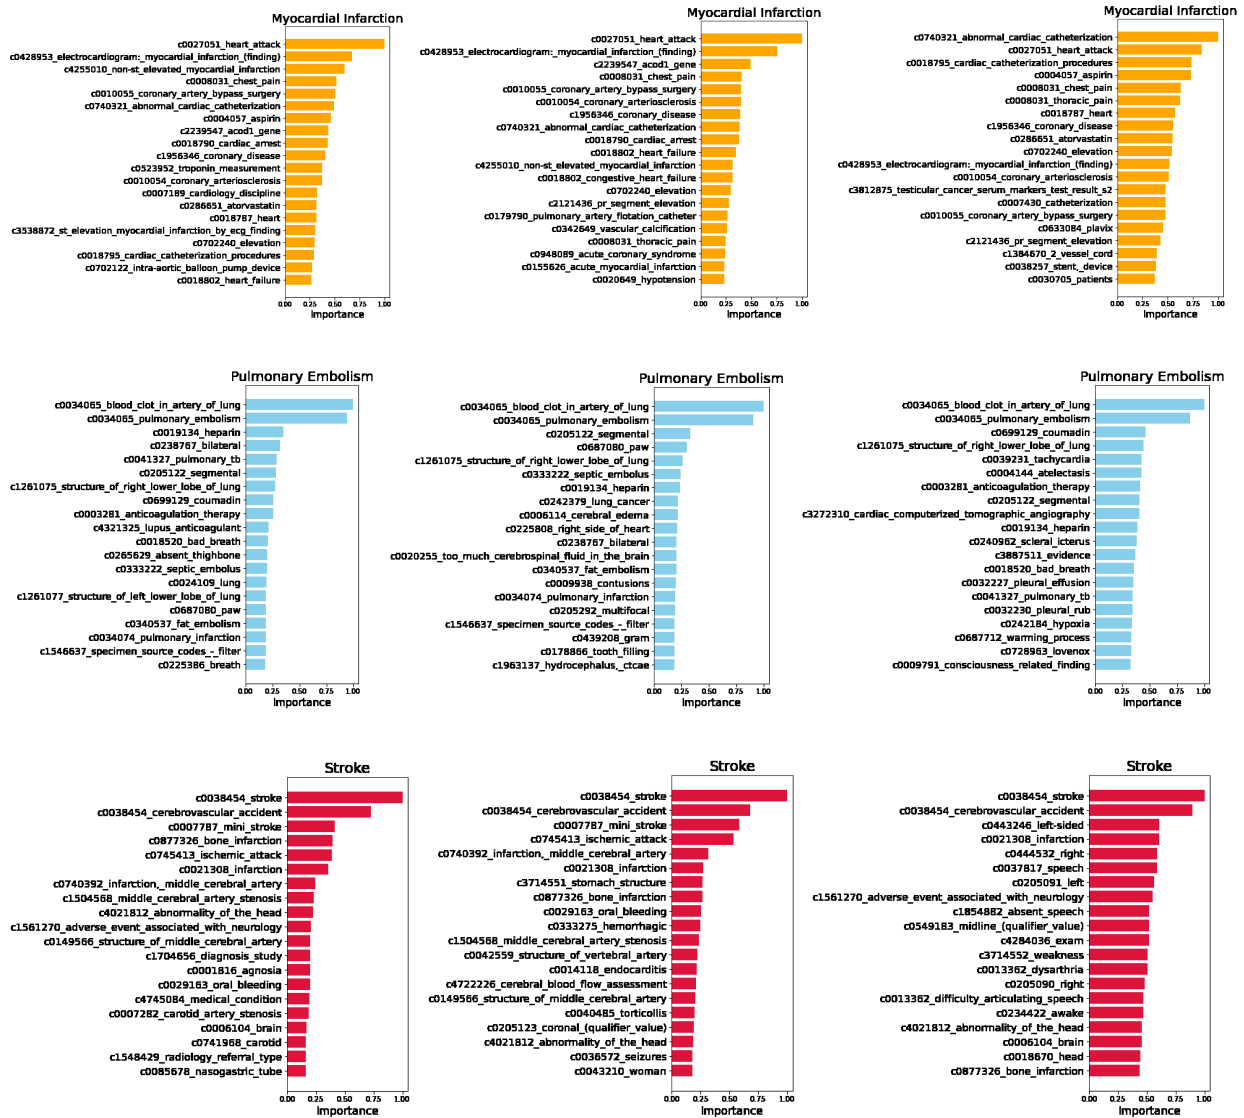 Myocardial Infarction
c0027051_heart_attack
c0428953_electrocardiogram:_myocardial_infarction_(finding)
c4255010_non-st_elevated_myocardial_infarction
c0008031_chest_pain
c0010055_coronary_artery_bypass_surgery
c0740321_abnormal_cardiac_catheterization
c0004057_aspirin
c2239547_acod1_gene
c0018790_cardiac_arrest
c1956346_coronary_disease
c0523952_troponin_measurement
c0010054_coronary_arteriosclerosis
c0007189_cardiology_discipline
c0286651_atorvastatin
c0018787_heart
c3538872_st_elevation_myocardial_infarction_by_ecg_finding
c0702240_elevation
c0018795_cardiac_catheterization_procedures
c0702122_intra-aortic_balloon_pump_device
c0018802_heart_failure
0.00 0.25 0.50 0.75 1.00
Importance
Myocardial Infarction
c0027051_heart_attack
c0428953_electrocardiogram:_myocardial_infarction_(finding)
c2239547_acod1_gene
c0008031_chest_pain
c0010055_coronary_artery_bypass_surgery
c0010054_coronary_arteriosclerosis
c1956346_coronary_disease
c0740321_abnormal_cardiac_catheterization
c0018790_cardiac_arrest
c0018802_heart_failure
c4255010_non-st_elevated_myocardial_infarction
c0018802_congestive_heart_failure
c0702240_elevation
c2121436_pr_segment_elevation
c0179790_pulmonary_artery_flotation_catheter
c0342649_vascular_calcification
c0008031_thoracic_pain
c0948089_acute_coronary_syndrome
c0155626_acute_myocardial_infarction
c0020649_hypotension
0.00 0.25 0.50 0.75 1.00
Importance
Myocardial Infarction
c0740321_abnormal_cardiac_catheterization
c0027051_heart_attack
c0018795_cardiac_catheterization_procedures
c0004057_aspirin
c0008031_chest_pain
c0008031_thoracic_pain
c0018787_heart
c1956346_coronary_disease
c0286651_atorvastatin
c0702240_elevation
c0428953_electrocardiogram:_myocardial_infarction_(finding)
c0010054_coronary_arteriosclerosis
c3812875_testicular_cancer_serum_markers_test_result_s2
c0007430_catheterization
c0010055_coronary_artery_bypass_surgery
c0633084_plavix
c2121436_pr_segment_elevation
c1384670_2_vessel_cord
c0038257_stent,_device
c0030705_patients
0.00 0.25 0.50 0.75 1.00
Importance
Pulmonary Embolism
c0034065_blood_clot_in_artery_of_lung
c0034065_pulmonary_embolism
c0019134_heparin
c0238767_bilateral
c0041327_pulmonary_tb
c0205122_segmental
c1261075_structure_of_right_lower_lobe_of_lung
c0699129_coumadin
c0003281_anticoagulation_therapy
c4321325_lupus_anticoagulant
c0018520_bad_breath
c0265629_absent_thighbone
c0333222_septic_embolus
c0024109_lung
c1261077_structure_of_left_lower_lobe_of_lung
c0687080_paw
c0340537_fat_embolism
c0034074_pulmonary_infarction
c1546637_specimen_source_codes_-_filter
c0225386_breath
0.00 0.25 0.50 0.75 1.00
Importance
Pulmonary Embolism
c0034065_blood_clot_in_artery_of_lung
c0034065_pulmonary_embolism
c0205122_segmental
c0687080_paw
c1261075_structure_of_right_lower_lobe_of_lung
c0333222_septic_embolus
c0019134_heparin
c0242379_lung_cancer
c0006114_cerebral_edema
c0225808_right_side_of_heart
c0238767_bilateral
c0020255_too_much_cerebrospinal_fluid_in_the_brain
c0340537_fat_embolism
c0009938_contusions
c0034074_pulmonary_infarction
c0205292_multifocal
c1546637_specimen_source_codes_-_filter
c0439208_gram
c0178866_tooth_filling
c1963137_hydrocephalus,_ctcae
0.00 0.25 0.50 0.75 1.00
Importance
Pulmonary Embolism
c0034065_blood_clot_in_artery_of_lung
c0034065_pulmonary_embolism
c0699129_coumadin
c1261075_structure_of_right_lower_lobe_of_lung
c0039231_tachycardia
c0004144_atelectasis
c0003281_anticoagulation_therapy
c0205122_segmental
c3272310_cardiac_computerized_tomographic_angiography
c0019134_heparin
c0240962_scleral_icterus
c3887511_evidence
c0018520_bad_breath
c0032227_pleural_effusion
c0041327_pulmonary_tb
c0032230_pleural_rub
c0242184_hypoxia
c0687712_warning_process
c0728963_lovenox
c0009791_consciousness_related_finding
0.00 0.25 0.50 0.75 1.00
Importance
Stroke
c0038454_stroke
c0038454_cerebrovascular_accident
c0007787_mini_stroke
c0877326_bone_infarction
c0745413_ischemic_attack
c0021308_infarction
c0740392_infarction,_middle_cerebral_artery
c1504568_middle_cerebral_artery_stenosis
c4021812_abnormality_of_the_head
c1561270_adverse_event_associated_with_neurology
c0149566_structure_of_middle_cerebral_artery
c1704656_diagnosis_study
c0001816_agnosia
c0029163_oral_bleeding
c4745084_medical_condition
c0007282_carotid_artery_stenosis
c0006104_brain
c0741968_carotid
c1548429_radiology_referral_type
c0085678_nasogastric_tube
0.00 0.25 0.50 0.75 1.00
Importance
Stroke
c0038454_stroke
c0038454_cerebrovascular_accident
c0007787_mini_stroke
c0745413_ischemic_attack
c0740392_infarction,_middle_cerebral_artery
c0021308_infarction
c3714551_stomach_structure
c0877326_bone_infarction
c0029163_oral_bleeding
c0333275_hemorrhagic
c1504568_middle_cerebral_artery_stenosis
c0042559_structure_of_vertebral_artery
c0014118_endocarditis
c4722226_cerebral_blood_flow_assessment
c0149566_structure_of_middle_cerebral_artery
c0040485_torticollis
c0205123_coronal_(qualifier_value)
c4021812_abnormality_of_the_head
c0036572_seizures
c0043210_woman
0.00 0.25 0.50 0.75 1.00
Importance
Stroke
c0038454_stroke
c0038454_cerebrovascular_accident
c0443246_left-sided
c0021308_infarction
c0444532_right
c0037817_speech
c0205091_left
c1561270_adverse_event_associated_with_neurology
c1854882_absent_speech
c0549183_midline_(qualifier_value)
c4284036_exam
c3714552_weakness
c0013362_dysarthria
c0205090_right
c0013362_difficulty_articulating_speech
c0234422_awake
c4021812_abnormality_of_the_head
c0006104_brain
c0018670_head
c0877326_bone_infarction
0.00 0.25 0.50 0.75 1.00
Importance